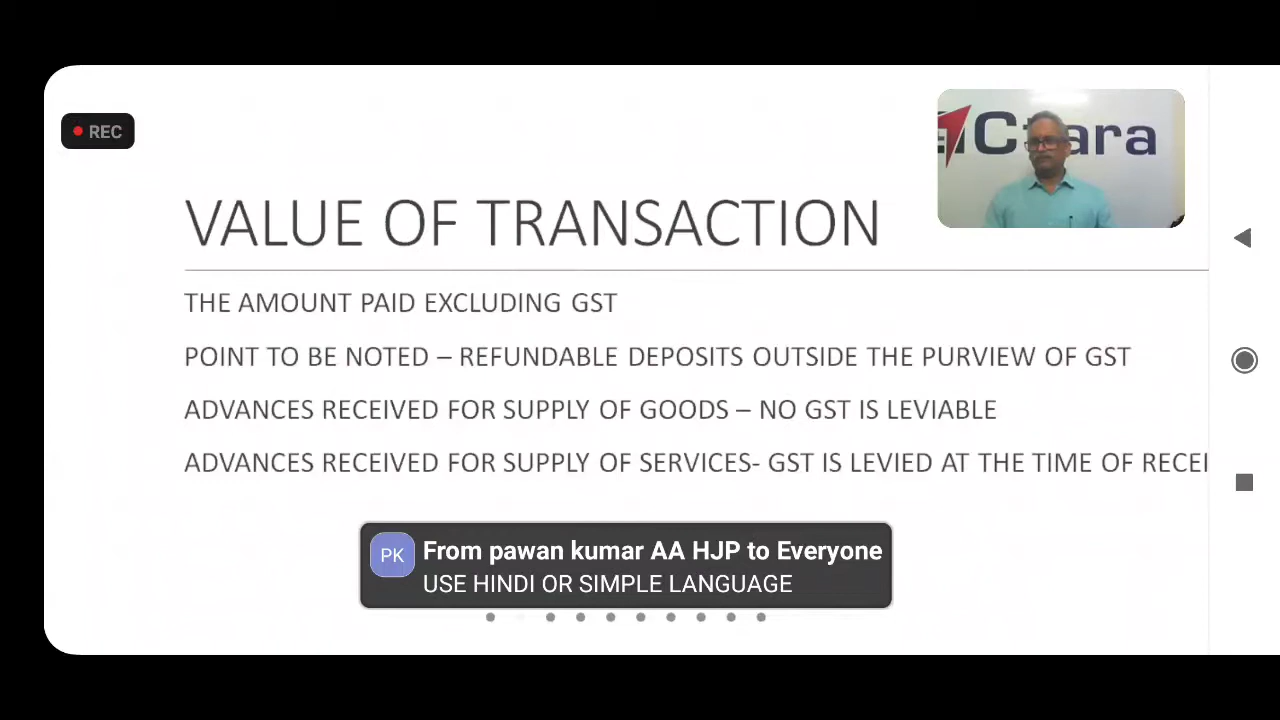 REC
VALUE OF TRANSACTION
THE AMOUNT PAID EXCLUDING GST
POINT TO BE NOTED – REFUNDABLE DEPOSITS OUTSIDE THE PURVIEW OF GST
ADVANCES RECEIVED FOR SUPPLY OF GOODS – NO GST IS LEVIABLE
ADVANCES RECEIVED FOR SUPPLY OF SERVICES- GST IS LEVIED AT THE TIME OF RECEI
PK
From pawan kumar AA HJP to Everyone
USE HINDI OR SIMPLE LANGUAGE